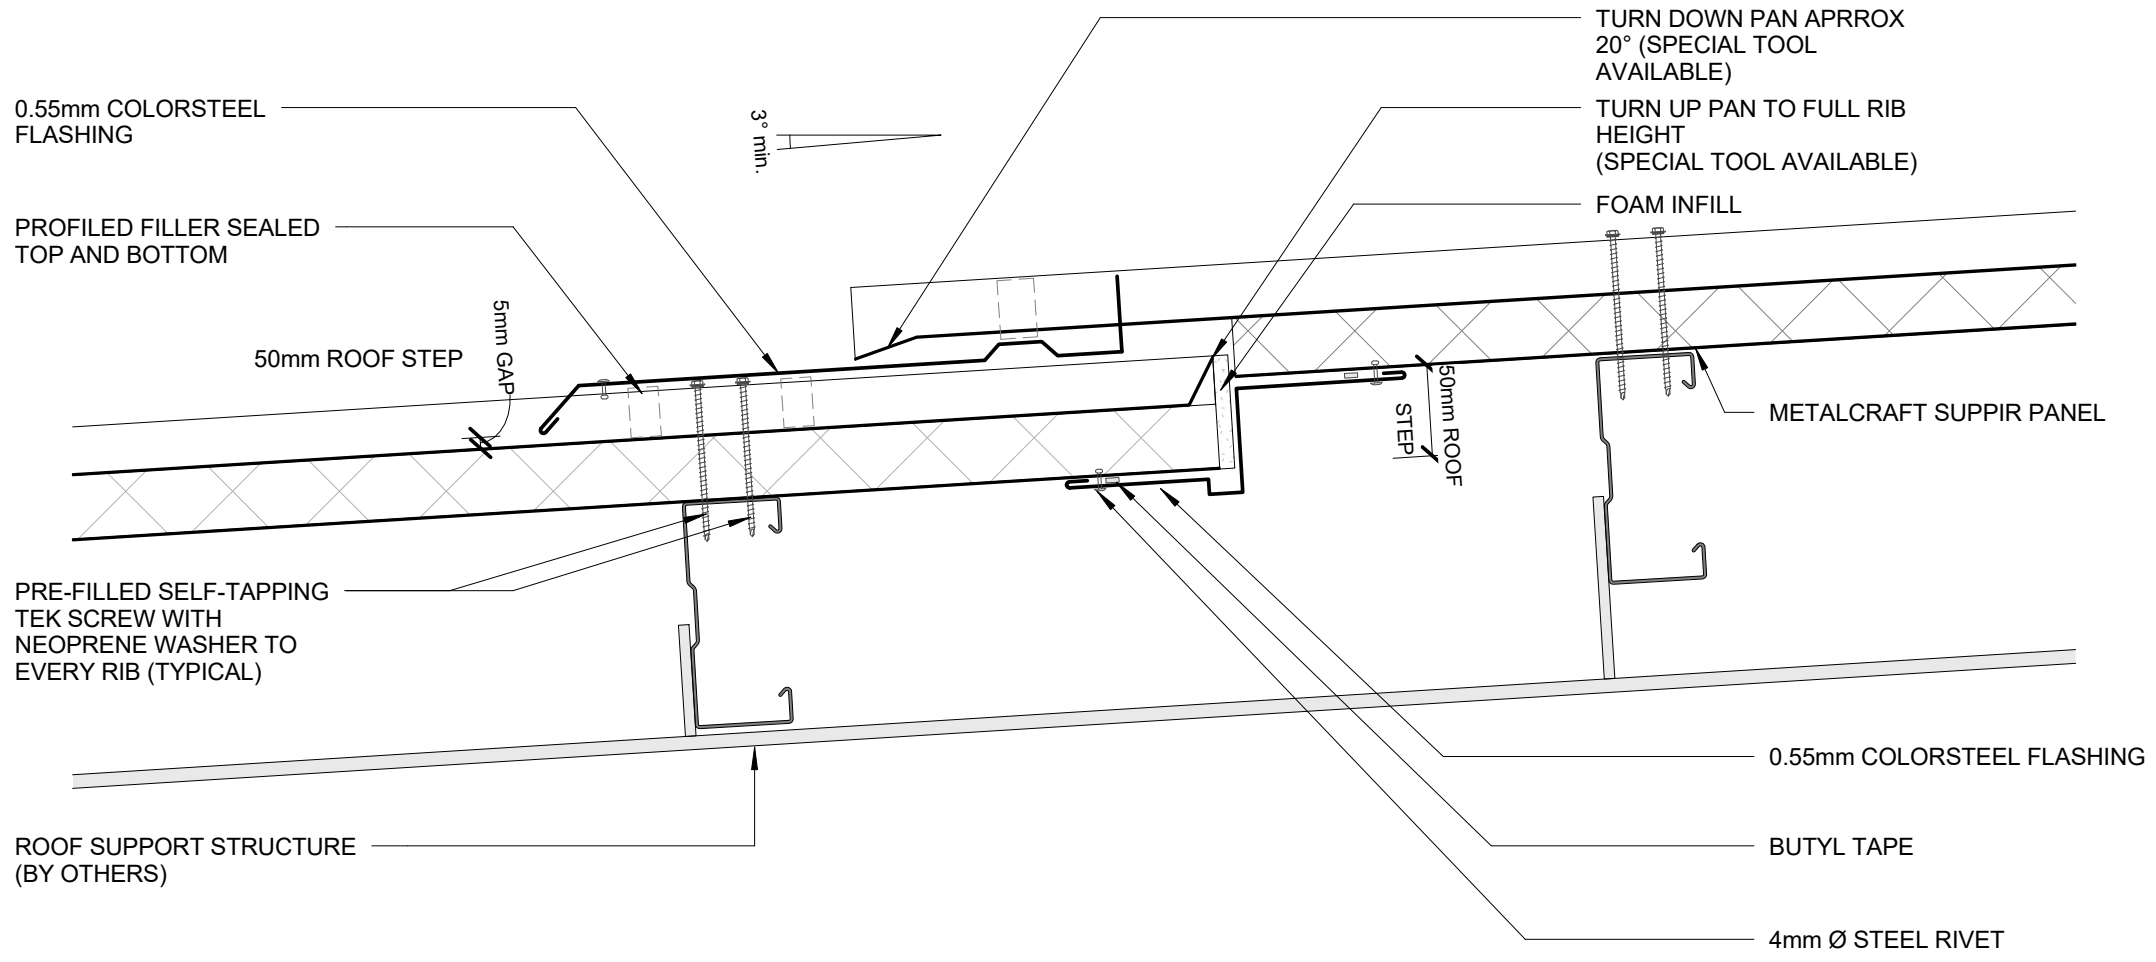 TURN DOWN PAN APRROX
20° (SPECIAL TOOL
AVAILABLE)
0.55mm COLORSTEEL
FLASHING
3° min.
TURN UP PAN TO FULL RIB
HEIGHT
(SPECIAL TOOL AVAILABLE)
FOAM INFILL
PROFILED FILLER SEALED
TOP AND BOTTOM
5mm GAP
50mm ROOF STEP
50mm ROOF
STEP
METALCRAFT SUPPIR PANEL
PRE-FILLED SELF-TAPPING
TEK SCREW WITH
NEOPRENE WASHER TO
EVERY RIB (TYPICAL)
0.55mm COLORSTEEL FLASHING
ROOF SUPPORT STRUCTURE
(BY OTHERS)
BUTYL TAPE
4mm Ø STEEL RIVET